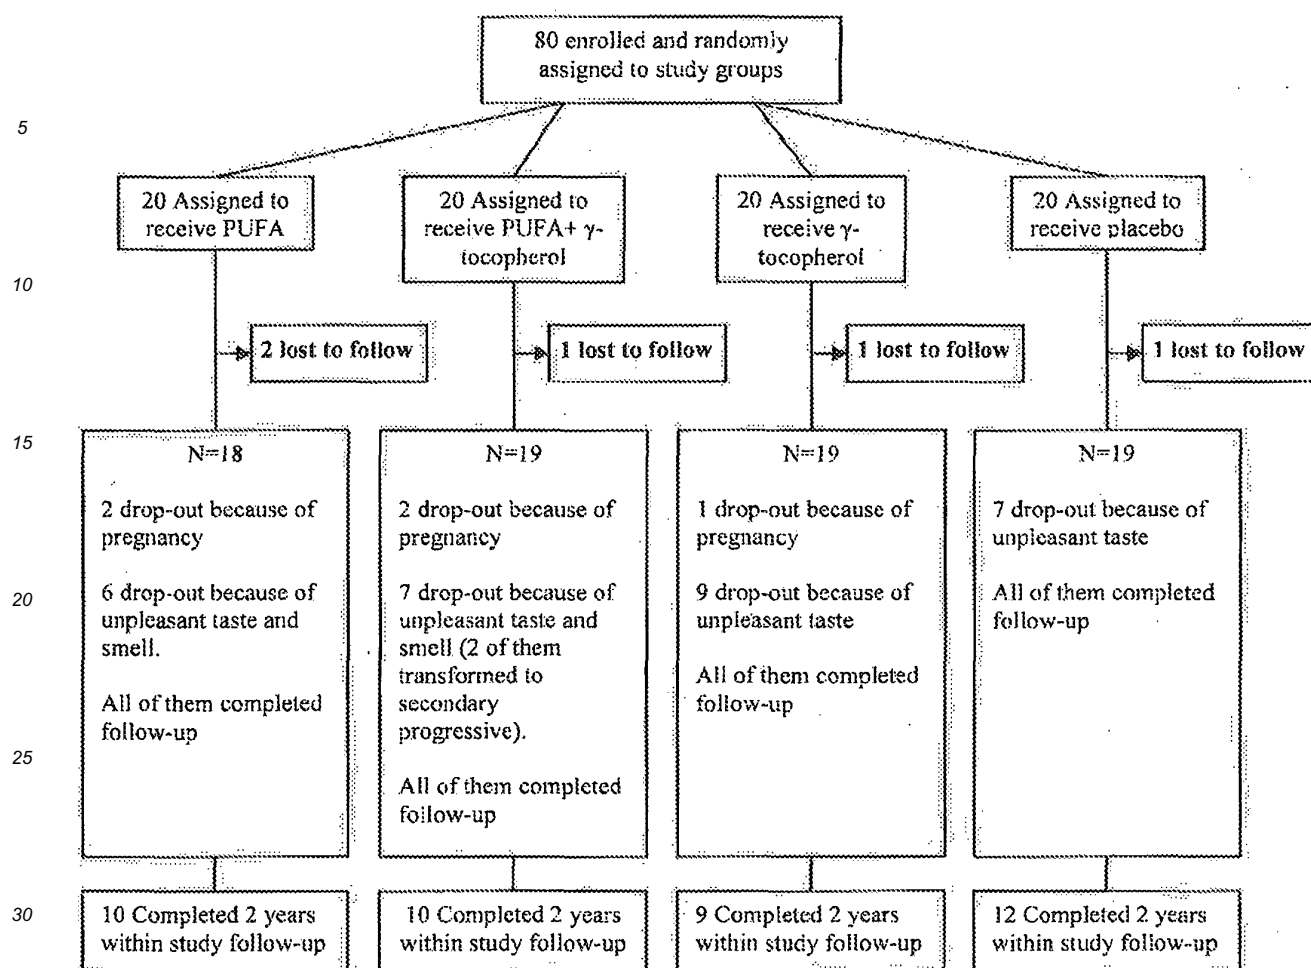 80 enrolled and randomly
assigned to study groups
5
20 Assigned to
receive PUFA
20 Assigned to
receive PUFA+ γ-
tocopherol
20 Assigned to
receive γ-
tocopherol
20 Assigned to
receive placebo
10
2 lost to follow
1 lost to follow
1 lost to follow
1 lost to follow
15
N=18
2 drop-out because of
pregnancy
6 drop-out because of
unpleasant taste and
smell.
All of them completed
follow-up
N=19
2 drop-out because of
pregnancy
7 drop-out because of
unpleasant taste and
smell (2 of them
transformed to
secondary
progressive).
All of them completed
follow-up
N=19
1 drop-out because of
pregnancy
9 drop-out because of
unpleasant taste
All of them completed
follow-up
N=19
7 drop-out because of
unpleasant taste
All of them completed
follow-up
20
25
30
10 Completed 2 years
within study follow-up
10 Completed 2 years
within study follow-up
9 Completed 2 years
within study follow-up
12 Completed 2 years
within study follow-up